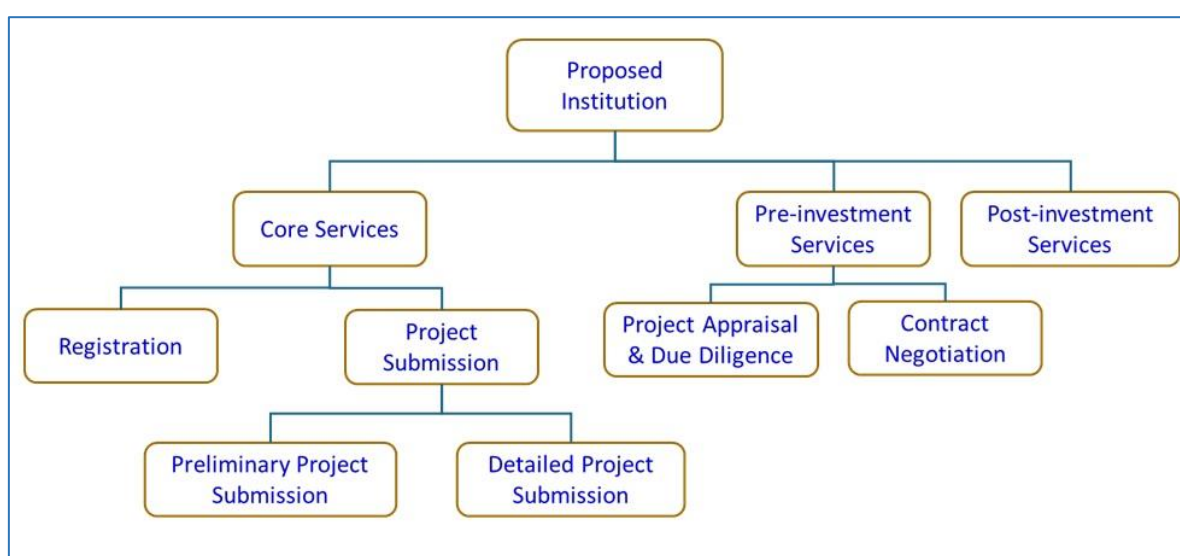 Proposed
Institution
Core Services
Pre-investment
Services
Post-investment
Services
Registration
Project
Submission
Project Appraisal
& Due Diligence
Contract
Negotiation
Preliminary Project
Submission
Detailed Project
Submission